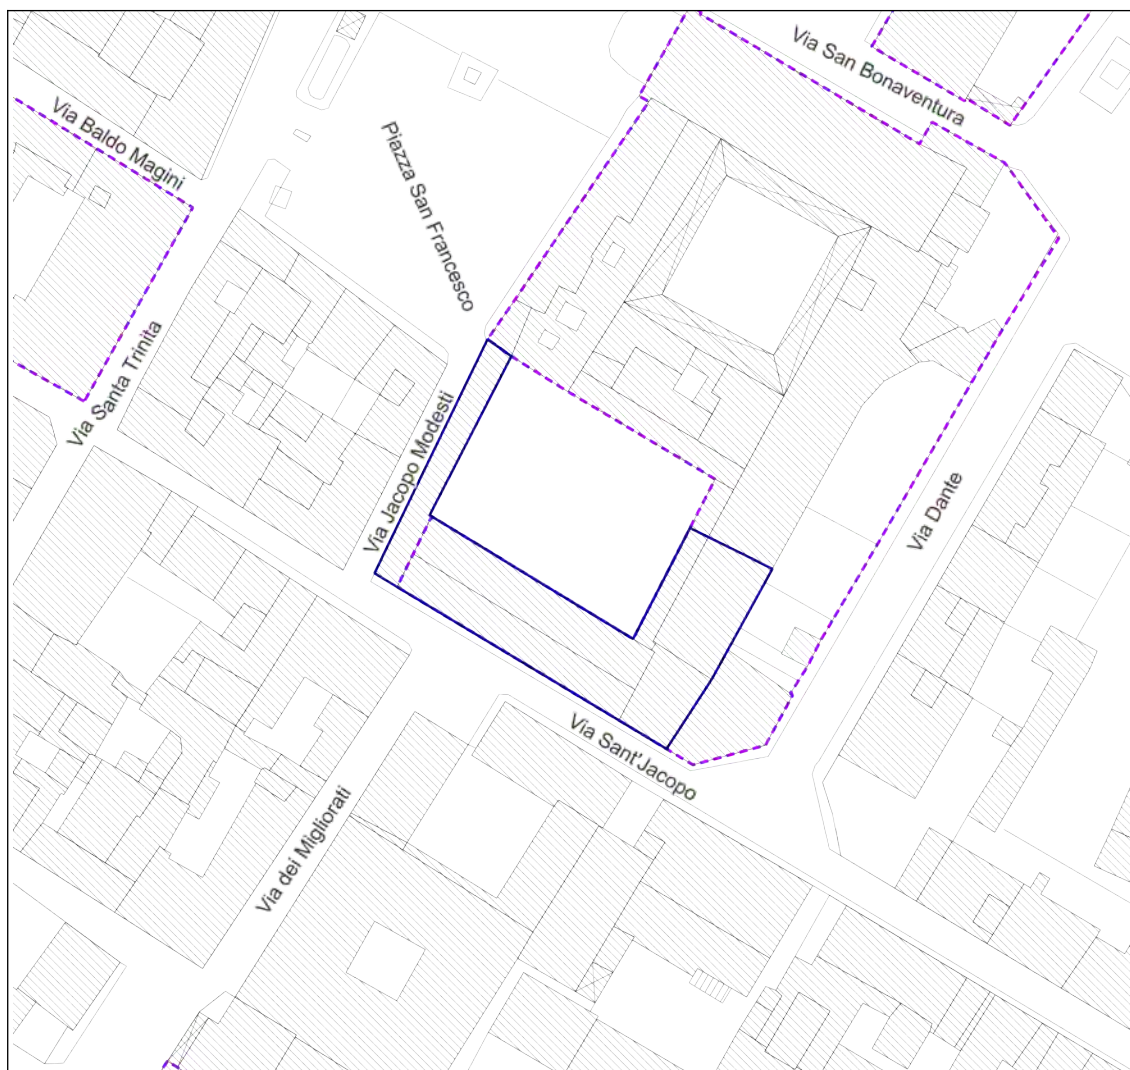 Via San Bonaventura
Via Baldo Magini
Piazza San Francesco
Via Santa Trinita
Via Jacopo Modesti
Via Dante
Via Sant'Jacopo
Via dei Migliorati